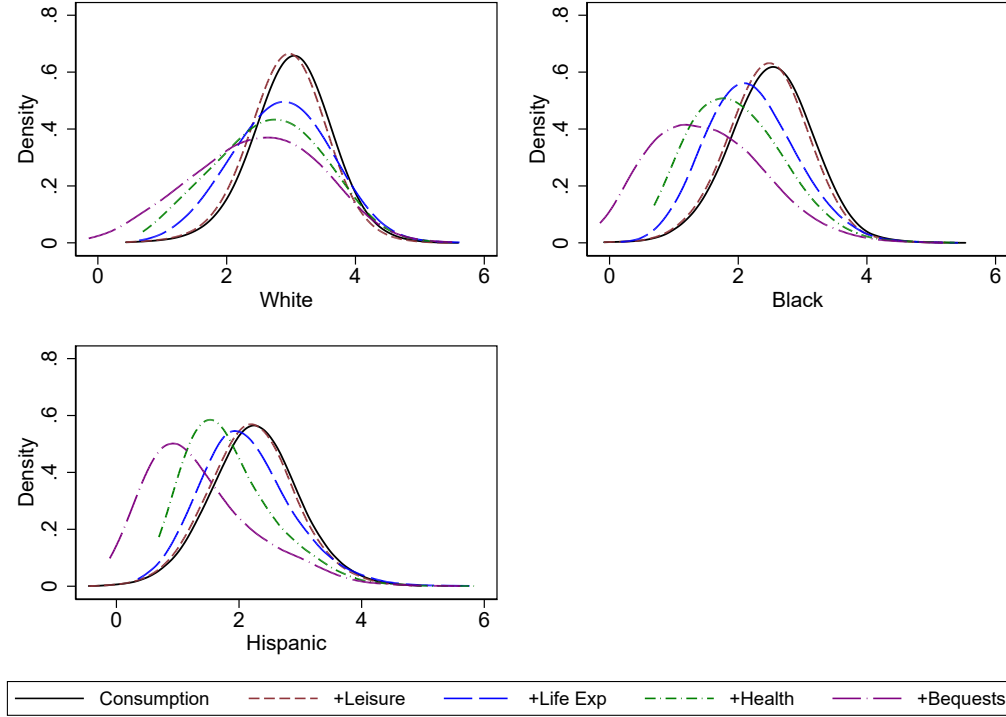 Density
.8
.6
.4
.2
0
0 2 4 6
White
Density
.8
.6
.4
.2
0
0 2 4 6
Black
Density
.8
.6
.4
.2
0
0 2 4 6
Hispanic
Consumption +Leisure +Life Exp +Health +Bequests